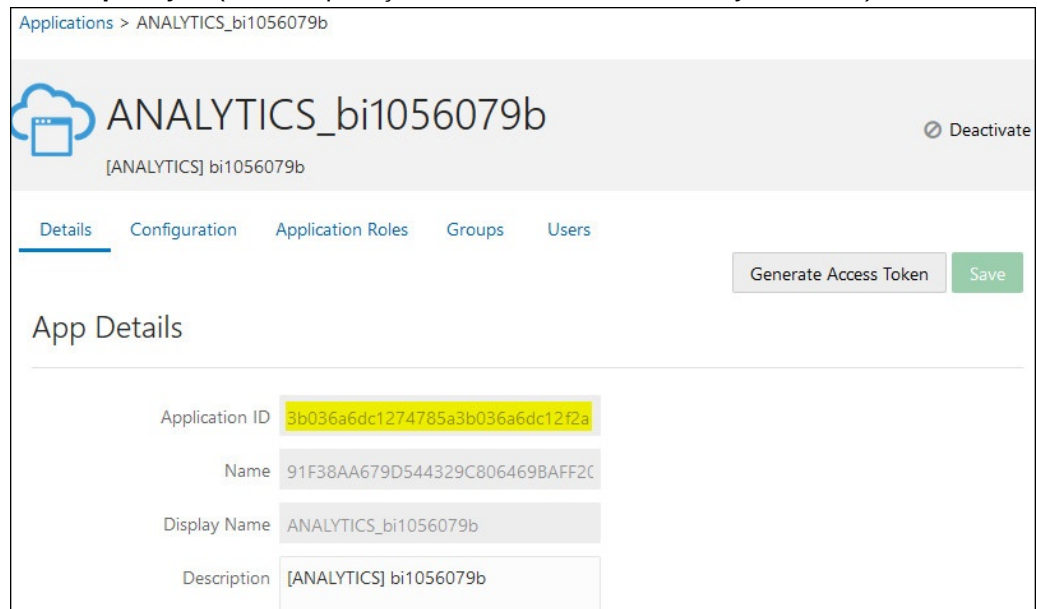 Applications > ANALYTICS_bi1056079b
ANALYTICS_bi1056079b
Deactivate
[ANALYTICS] bi1056079b
Details Configuration Application Roles Groups Users
Generate Access Token Save
App Details
Application ID 3b036a6dc1274785a3b036a6dc12f2a
Name 91F38AA679D544329C806469BAFF2C
Display Name ANALYTICS_bi1056079b
Description [ANALYTICS] bi1056079b